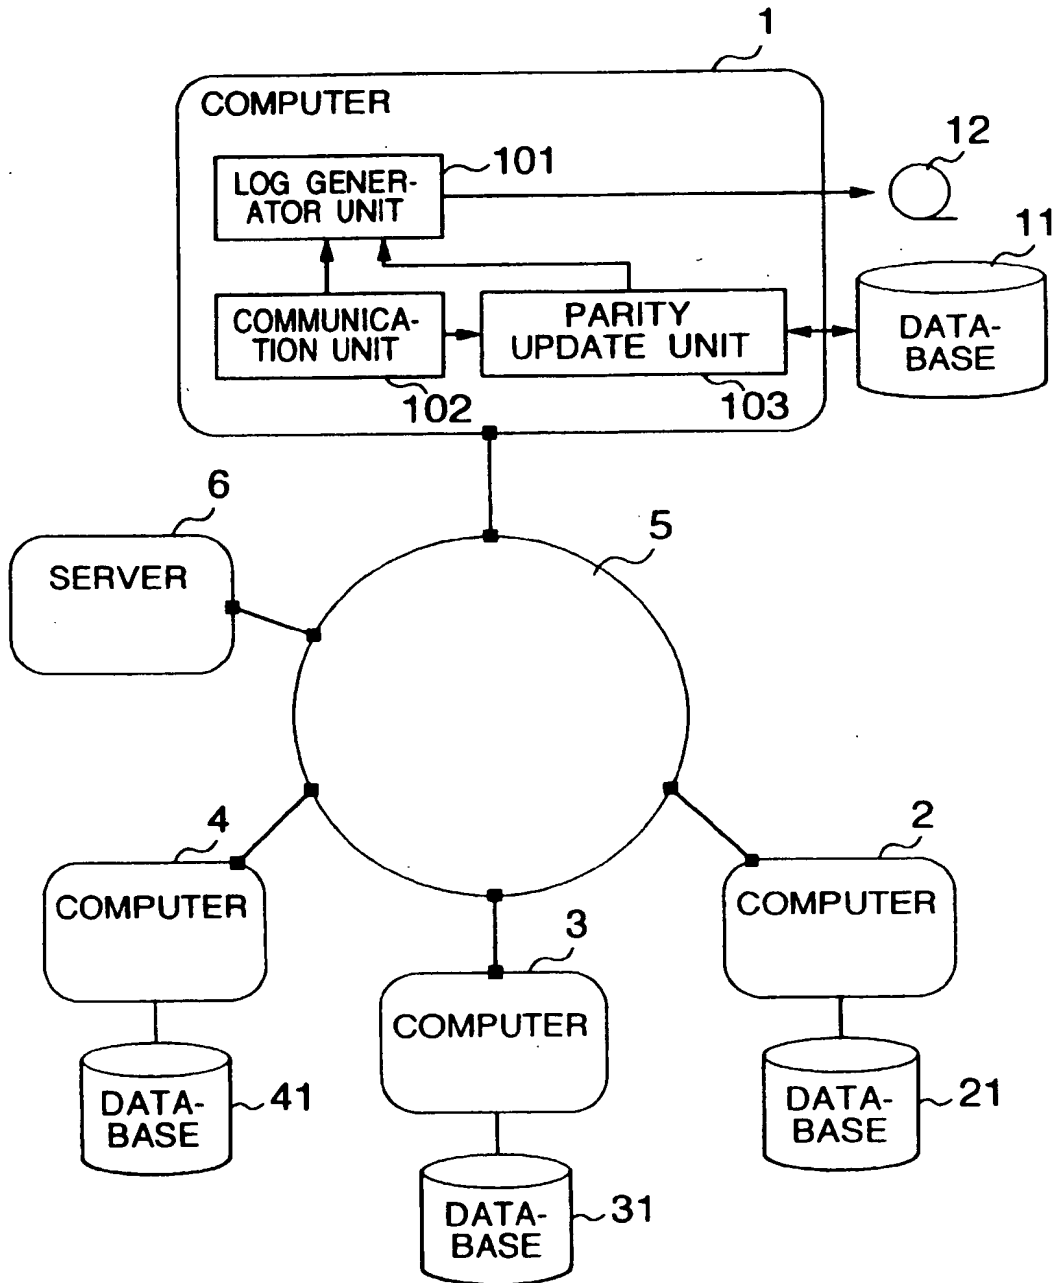 1
COMPUTER
12
101
LOG GENER-
ATOR UNIT
11
COMMUNICA-
TION UNIT
PARITY
UPDATE UNIT
DATA-
BASE
102
103
6
5
SERVER
4
2
COMPUTER
COMPUTER
3
COMPUTER
41
DATA-
BASE
21
DATA-
BASE
31
DATA-
BASE